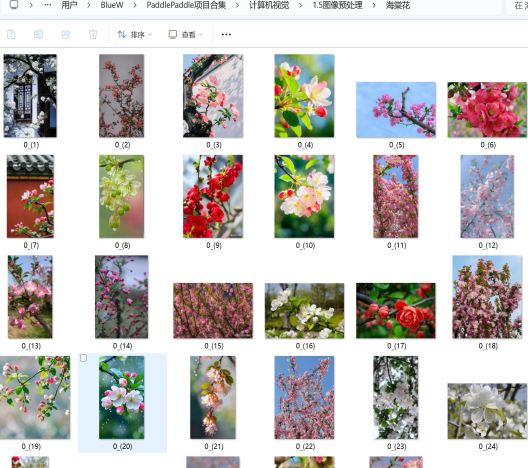 用户 BlueW PaddlePaddle项目合集 计算机视觉 1.5图像预处理 海棠花 在
排序 查看
0_(1) 0_(2) 0_(3) 0_(4) 0_(5) 0_(6)
0_(7) 0_(8) 0_(9) 0_(10) 0_(11) 0_(12)
0_(13) 0_(14) 0_(15) 0_(16) 0_(17) 0_(18)
0_(19) 0_(20) 0_(21) 0_(22) 0_(23) 0_(24)